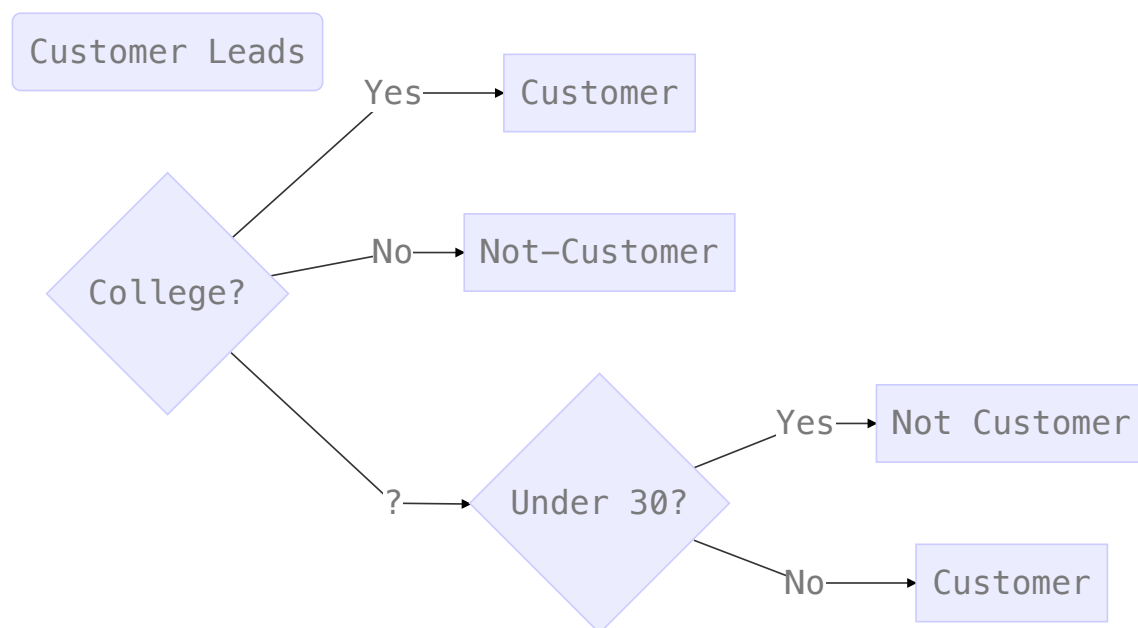 Customer Leads
Yes
Customer
No
Not-Customer
College?
?
Under 30?
Yes
Not Customer
No
Customer